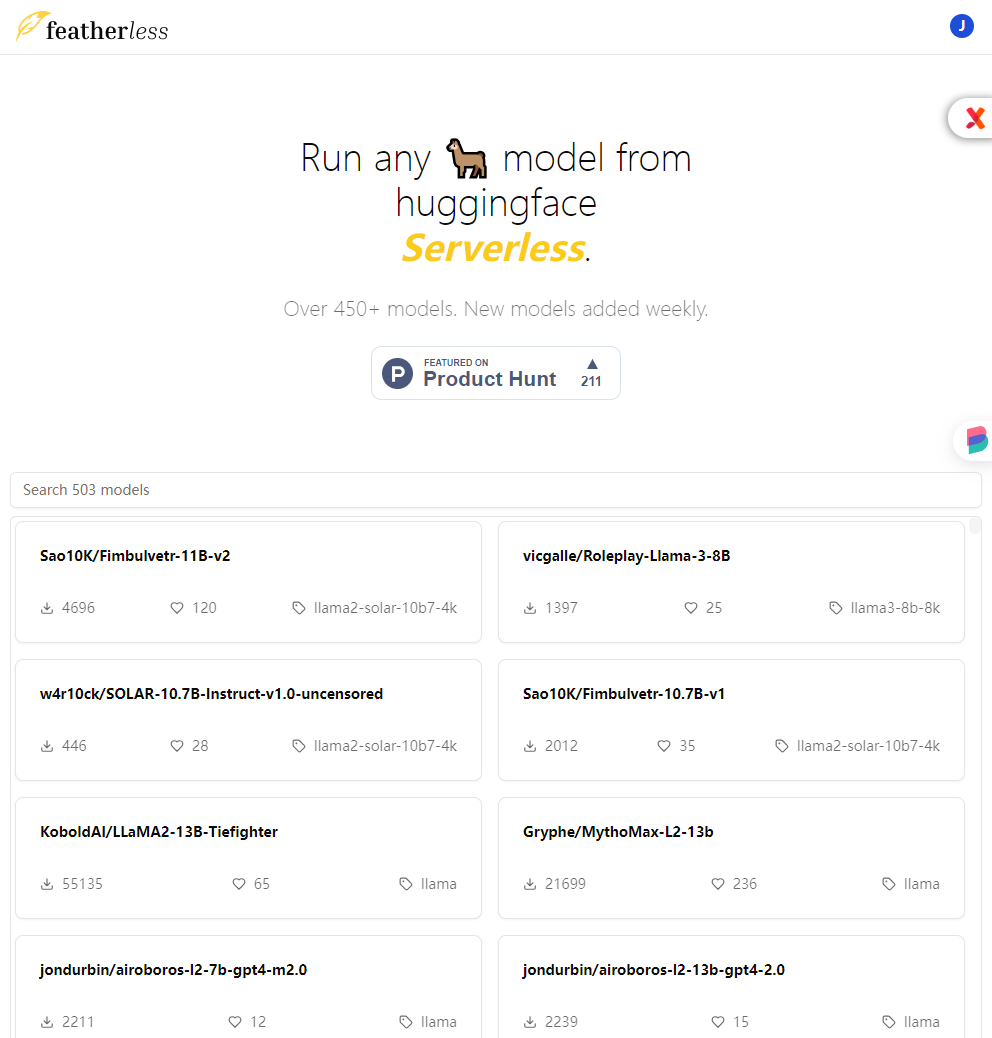 featherless
J
Run any model from
huggingface
Serverless.
Over 450+ models. New models added weekly.
P
FEATURED ON
Product Hunt
211
Search 503 models
Sao10K/Fimbulvetr-11B-v2
4696 120 llama2-solar-10b7-4k
vicgalle/Roleplay-Llama-3-8B
1397 25 llama3-8b-8k
w4r10ck/SOLAR-10.7B-Instruct-v1.0-uncensored
446 28 llama2-solar-10b7-4k
Sao10K/Fimbulvetr-10.7B-v1
2012 35 llama2-solar-10b7-4k
KoboldAI/LLaMA2-13B-Tiefighter
55135 65 llama
Gryphe/MythoMax-L2-13b
21699 236 llama
jondurbin/airoboros-l2-7b-gpt4-m2.0
2211 12 llama
jondurbin/airoboros-l2-13b-gpt4-2.0
2239 15 llama